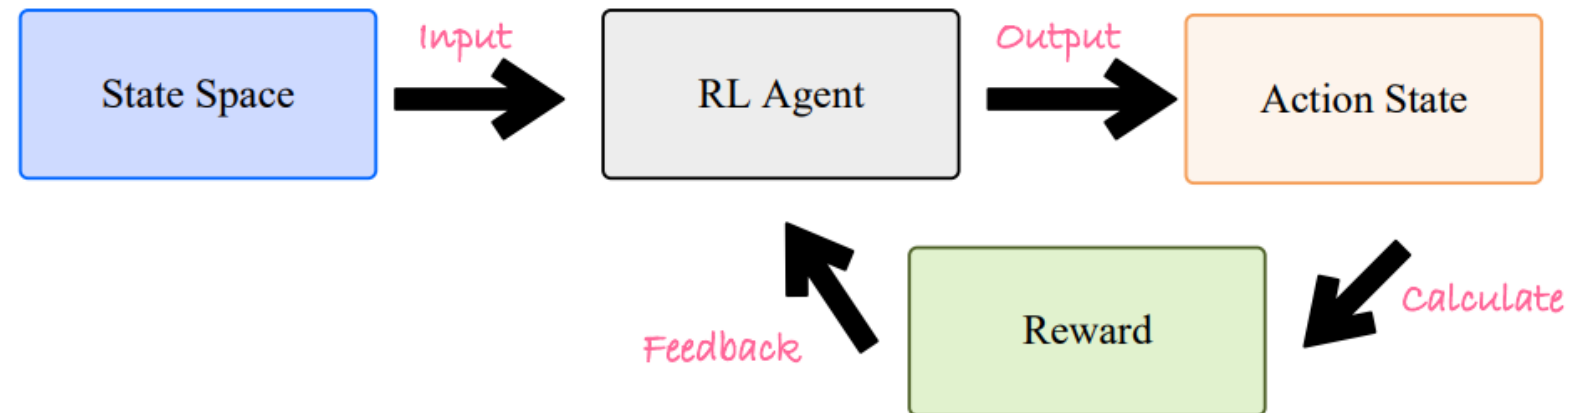 Input
Output
State Space
RL Agent
Action State
Calculate
Reward
Feedback